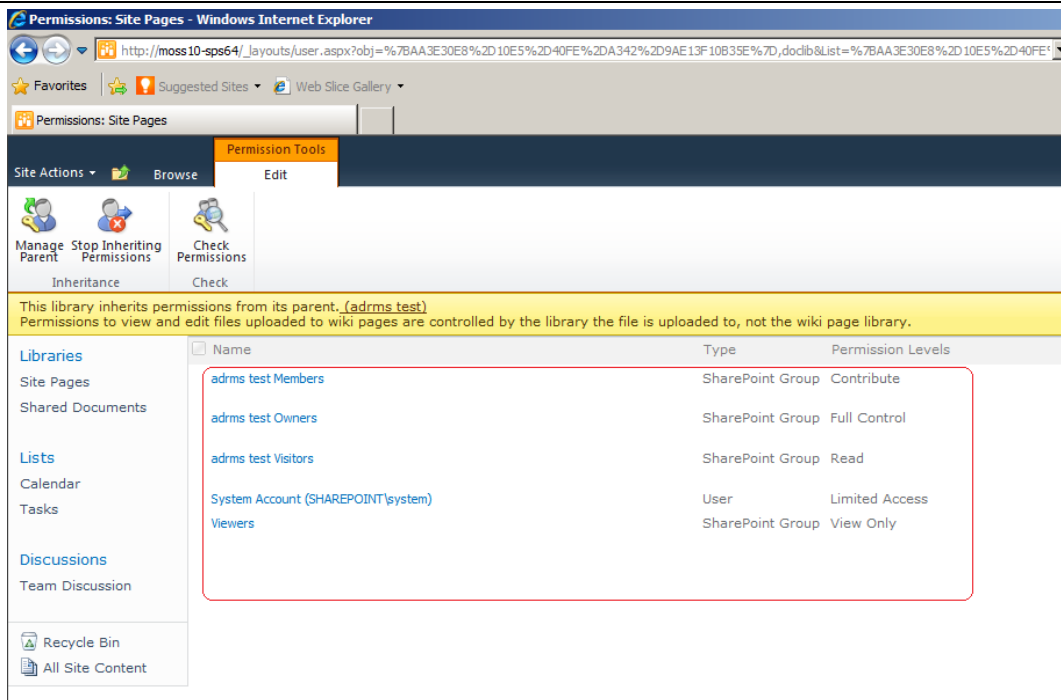 Permissions: Site Pages - Windows Internet Explorer
http://moss10-sps64/_layouts/user.aspx?obj=%7BAA3E30E8%2D10E5%2D40FE%2DA342%2D9AE13F10B35E%7D,doclib&List=%7BAA3E30E8%2D10E5%2D40FE
Favorites Suggested Sites Web Slice Gallery
Permissions: Site Pages
Permission Tools
Site Actions Browse Edit
Manage Parent Stop Inheriting Permissions Check Permissions
Inheritance Check
This library inherits permissions from its parent. (adrms test)
Permissions to view and edit files uploaded to wiki pages are controlled by the library the file is uploaded to, not the wiki page library.
Libraries
Site Pages
Shared Documents
Lists
Calendar
Tasks
Discussions
Team Discussion
Recycle Bin
All Site Content
Name Type Permission Levels
adrms test Members SharePoint Group Contribute
adrms test Owners SharePoint Group Full Control
adrms test Visitors SharePoint Group Read
System Account (SHAREPOINT\system) User Limited Access
Viewers SharePoint Group View Only